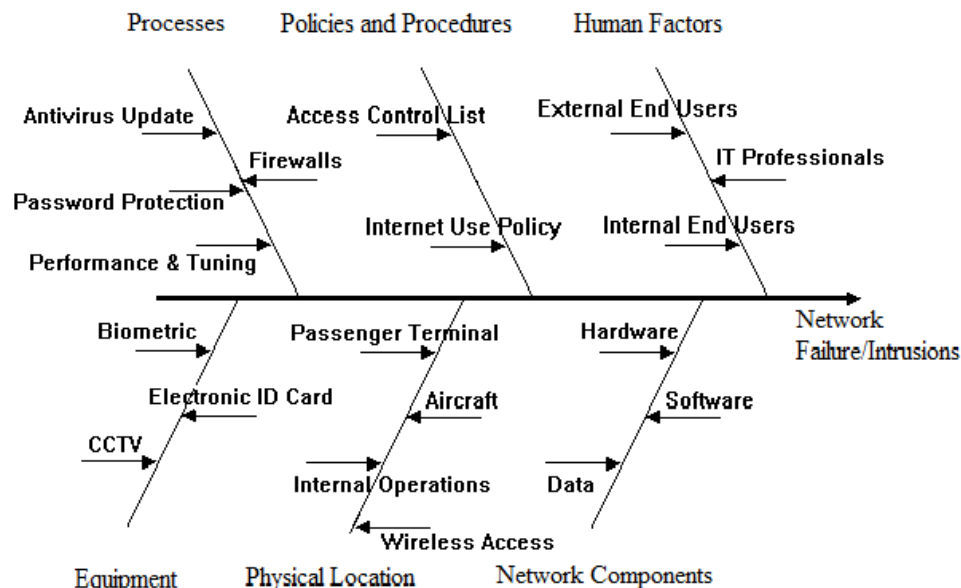 Processes
Policies and Procedures
Human Factors
Antivirus Update
Access Control List
External End Users
Firewalls
IT Professionals
Password Protection
Internet Use Policy
Internal End Users
Performance & Tuning
Network
Failure/Intrusions
Biometric
Passenger Terminal
Hardware
Electronic ID Card
Aircraft
Software
CCTV
Internal Operations
Data
Wireless Access
Equipment
Physical Location
Network Components